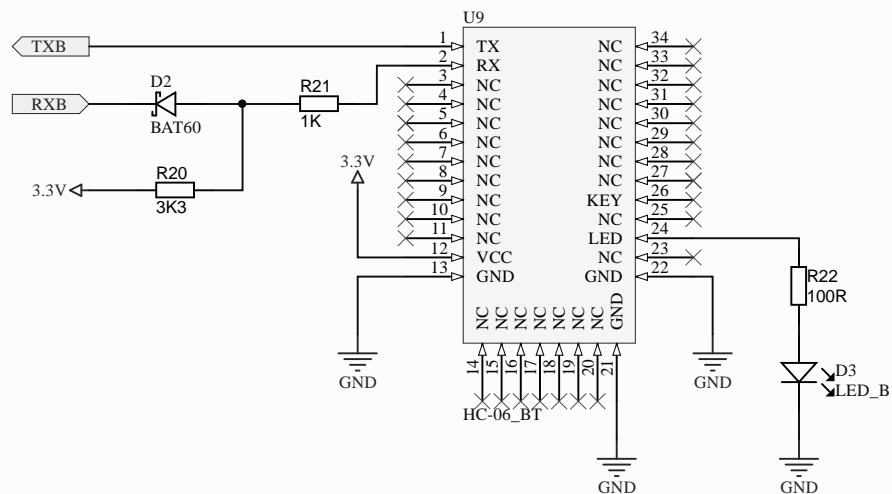 U9
TXB
1
TX
NC
34
2
RX
NC
33
3
NC
NC
32
4
NC
NC
31
5
NC
NC
30
6
NC
NC
29
7
NC
NC
28
8
NC
NC
27
9
NC
KEY
26
10
NC
NC
25
11
NC
LED
24
12
VCC
NC
23
13
GND
GND
22
D2
RXB
BAT60
R21
1K
R20
3.3V
3K3
3.3V
R22
100R
NC NC NC NC NC NC NC GND
14 15 16 17 18 19 20 21
HC-06_BT
GND
GND
D3
LED_B
GND
GND